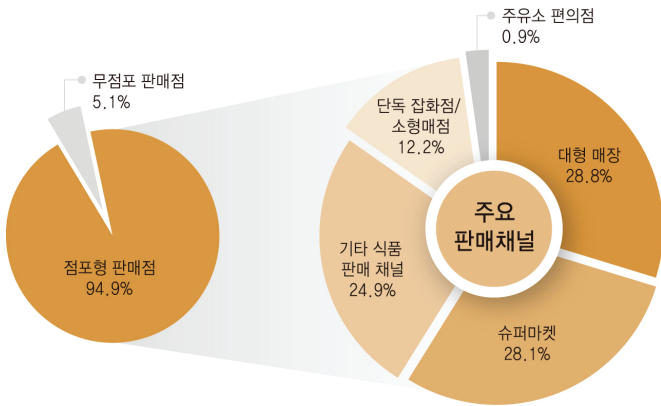 무점포 판매점
5.1%
점포형 판매점
94.9%
주유소 편의점
0.9%
단독 잡화점/
소형매점
12.2%
대형 매장
28.8%
기타 식품
판매 채널
24.9%
주요
판매채널
슈퍼마켓
28.1%